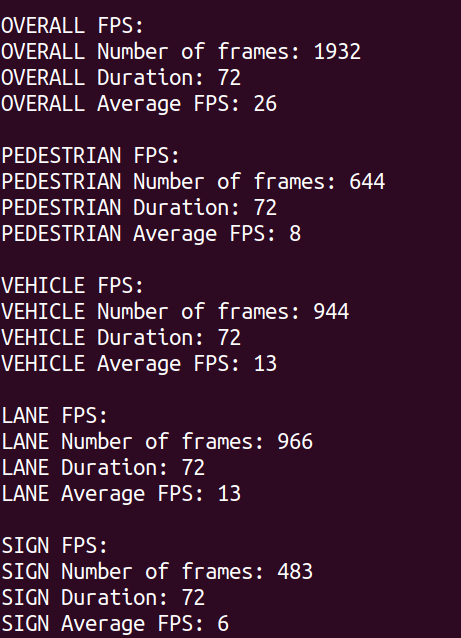 OVERALL FPS:
OVERALL Number of frames: 1932
OVERALL Duration: 72
OVERALL Average FPS: 26
PEDESTRIAN FPS:
PEDESTRIAN Number of frames: 644
PEDESTRIAN Duration: 72
PEDESTRIAN Average FPS: 8
VEHICLE FPS:
VEHICLE Number of frames: 944
VEHICLE Duration: 72
VEHICLE Average FPS: 13
LANE FPS:
LANE Number of frames: 966
LANE Duration: 72
LANE Average FPS: 13
SIGN FPS:
SIGN Number of frames: 483
SIGN Duration: 72
SIGN Average FPS: 6